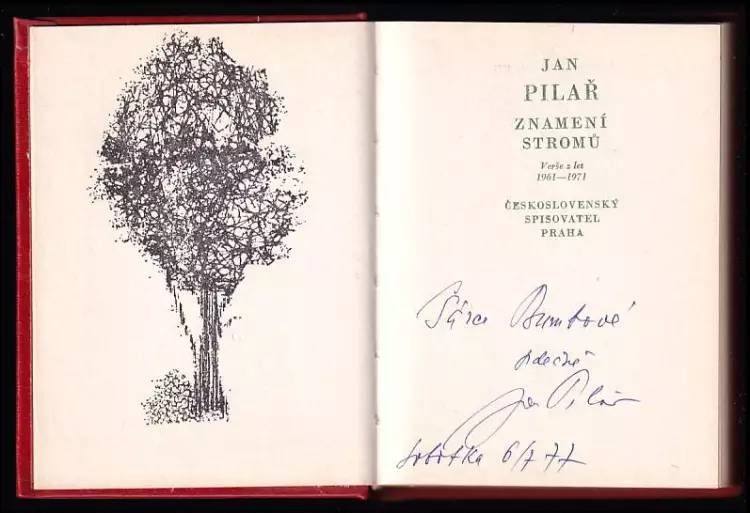 JAN
PILAŘ
ZNAMENÍ
STROMŮ
Verše z let
1961—1971
ČESKOSLOVENSKÝ
SPISOVATEL
PRAHA
Šárce Bumbové
srdečně
Jan Pilař
Sobotka 6/7 77